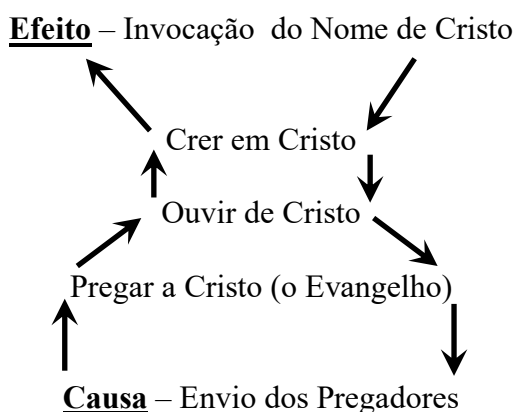 Efeito – Invocação do Nome de Cristo
Crer em Cristo
Ouvir de Cristo
Pregar a Cristo (o Evangelho)
Causa – Envio dos Pregadores